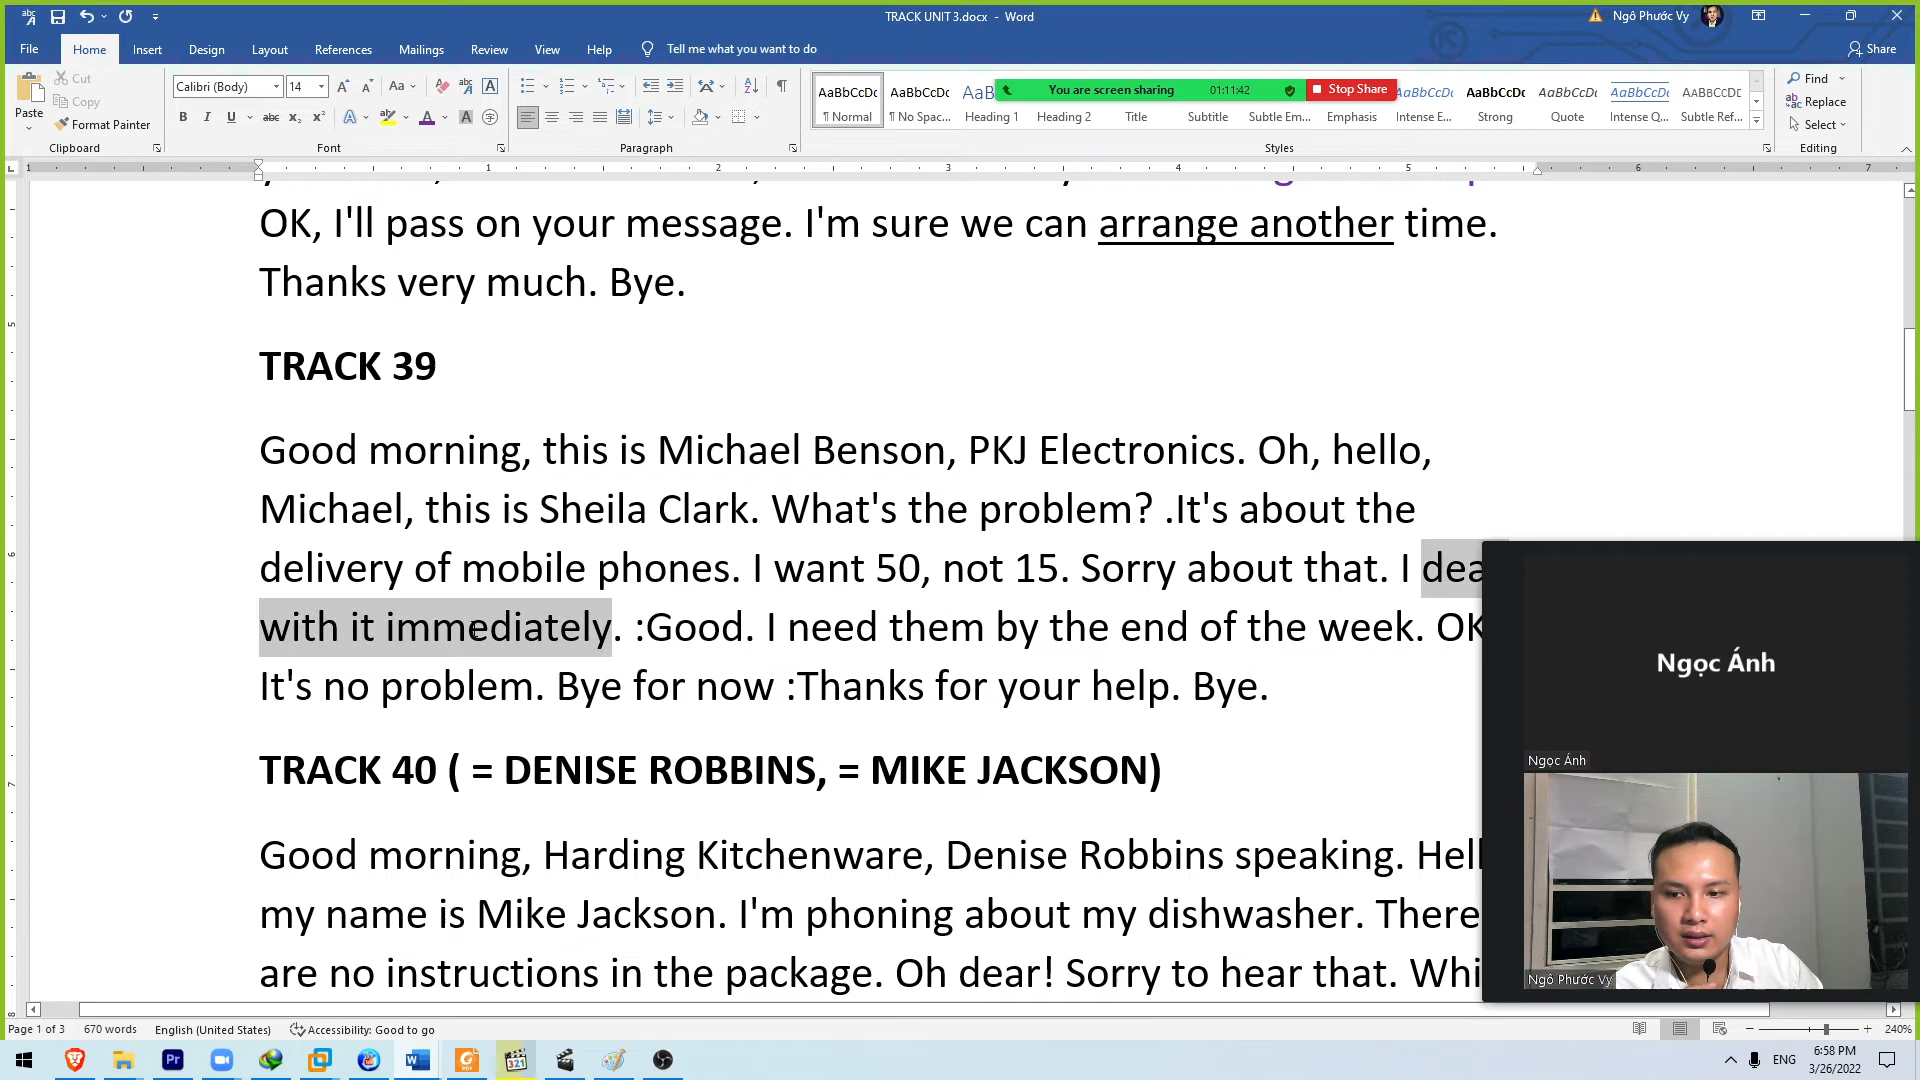 TRACK UNIT 3.docx - Word
Ngô Phước Vy
File Home Insert Design Layout References Mailings Review View Help Tell me what you want to do Share
Paste Cut Copy Format Painter Clipboard
Calibri (Body) 14 Font
Paragraph
You are screen sharing 01:11:42 Stop Share
AaBbCcDc AaBbCcDc AaB AaBbCcDc AaBbCcDc AaBbCcDc AaBbCcDc AaBbCcDc
¶ Normal ¶ No Spac... Heading 1 Heading 2 Title Subtitle Subtle Em... Emphasis Intense E... Strong Quote Intense Q... Subtle Ref...
Styles
Find Replace Select Editing
OK, I'll pass on your message. I'm sure we can arrange another time.
Thanks very much. Bye.
TRACK 39
Good morning, this is Michael Benson, PKJ Electronics. Oh, hello,
Michael, this is Sheila Clark. What's the problem? .It's about the
delivery of mobile phones. I want 50, not 15. Sorry about that. I dea
with it immediately. :Good. I need them by the end of the week. OK
It's no problem. Bye for now :Thanks for your help. Bye.
TRACK 40 ( = DENISE ROBBINS, = MIKE JACKSON)
Good morning, Harding Kitchenware, Denise Robbins speaking. Hell
my name is Mike Jackson. I'm phoning about my dishwasher. There
are no instructions in the package. Oh dear! Sorry to hear that. Whi
Ngọc Ánh
Ngọc Ánh
Ngô Phước Vy
Page 1 of 3 670 words English (United States) Accessibility: Good to go 240%
ENG 6:58 PM
3/26/2022